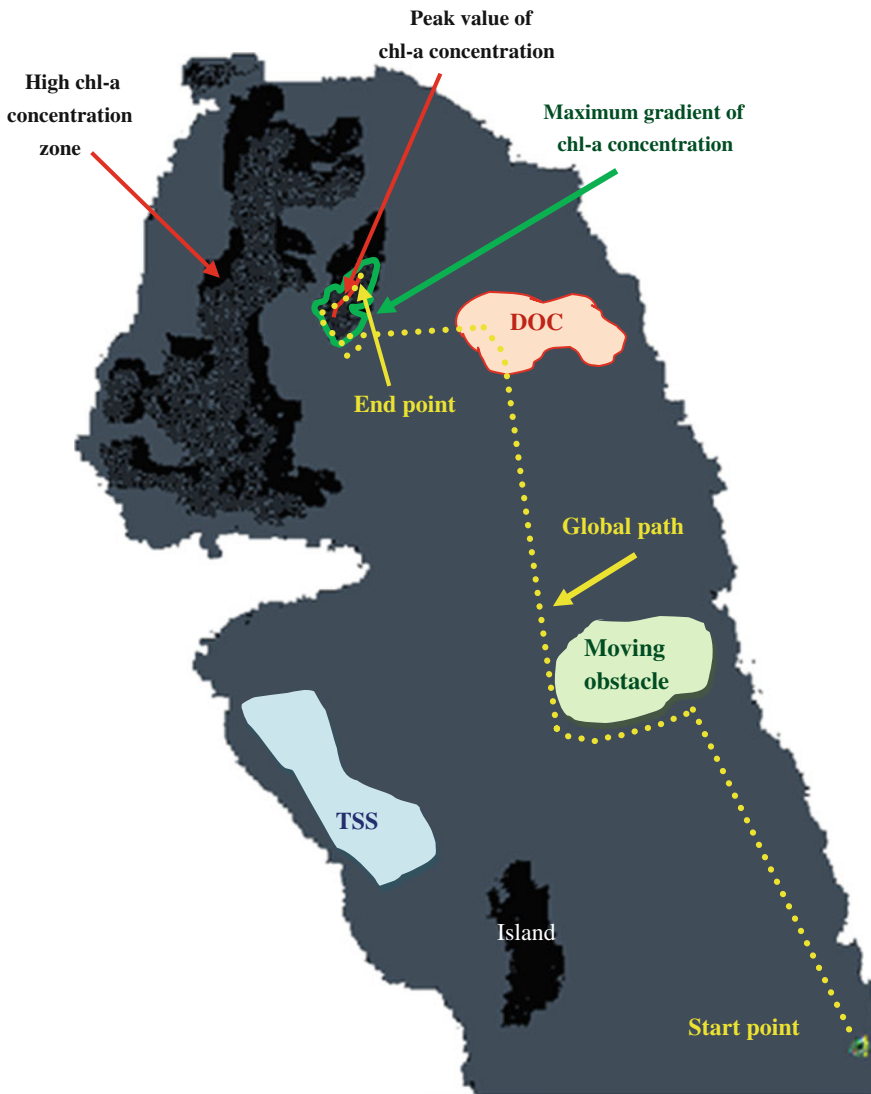 Peak value of
chl-a concentration
High chl-a
concentration
zone
Maximum gradient of
chl-a concentration
DOC
End point
Global path
Moving
obstacle
TSS
Island
Start point